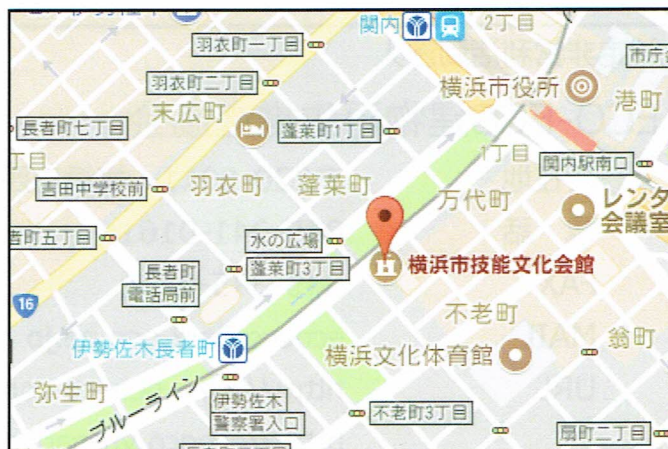 関内
2丁目
羽衣町一丁目
横浜市役所
羽衣町二丁目
港町
末広町
長者町七丁目
蓬莱町1丁目
丁目
1丁目
関内駅南口
吉田中学校前
羽衣町
蓬莱町
万代町
レンタ
会議室
者町五丁目
水の広場
長者町
電話局前
蓬莱町3丁目
横浜市技能文化会館
16
不老町
翁町
伊勢佐木長者町
横浜文化体育館
弥生町
ブルーライン
伊勢佐木
警察署入口
不老町3丁目
扇町二丁目